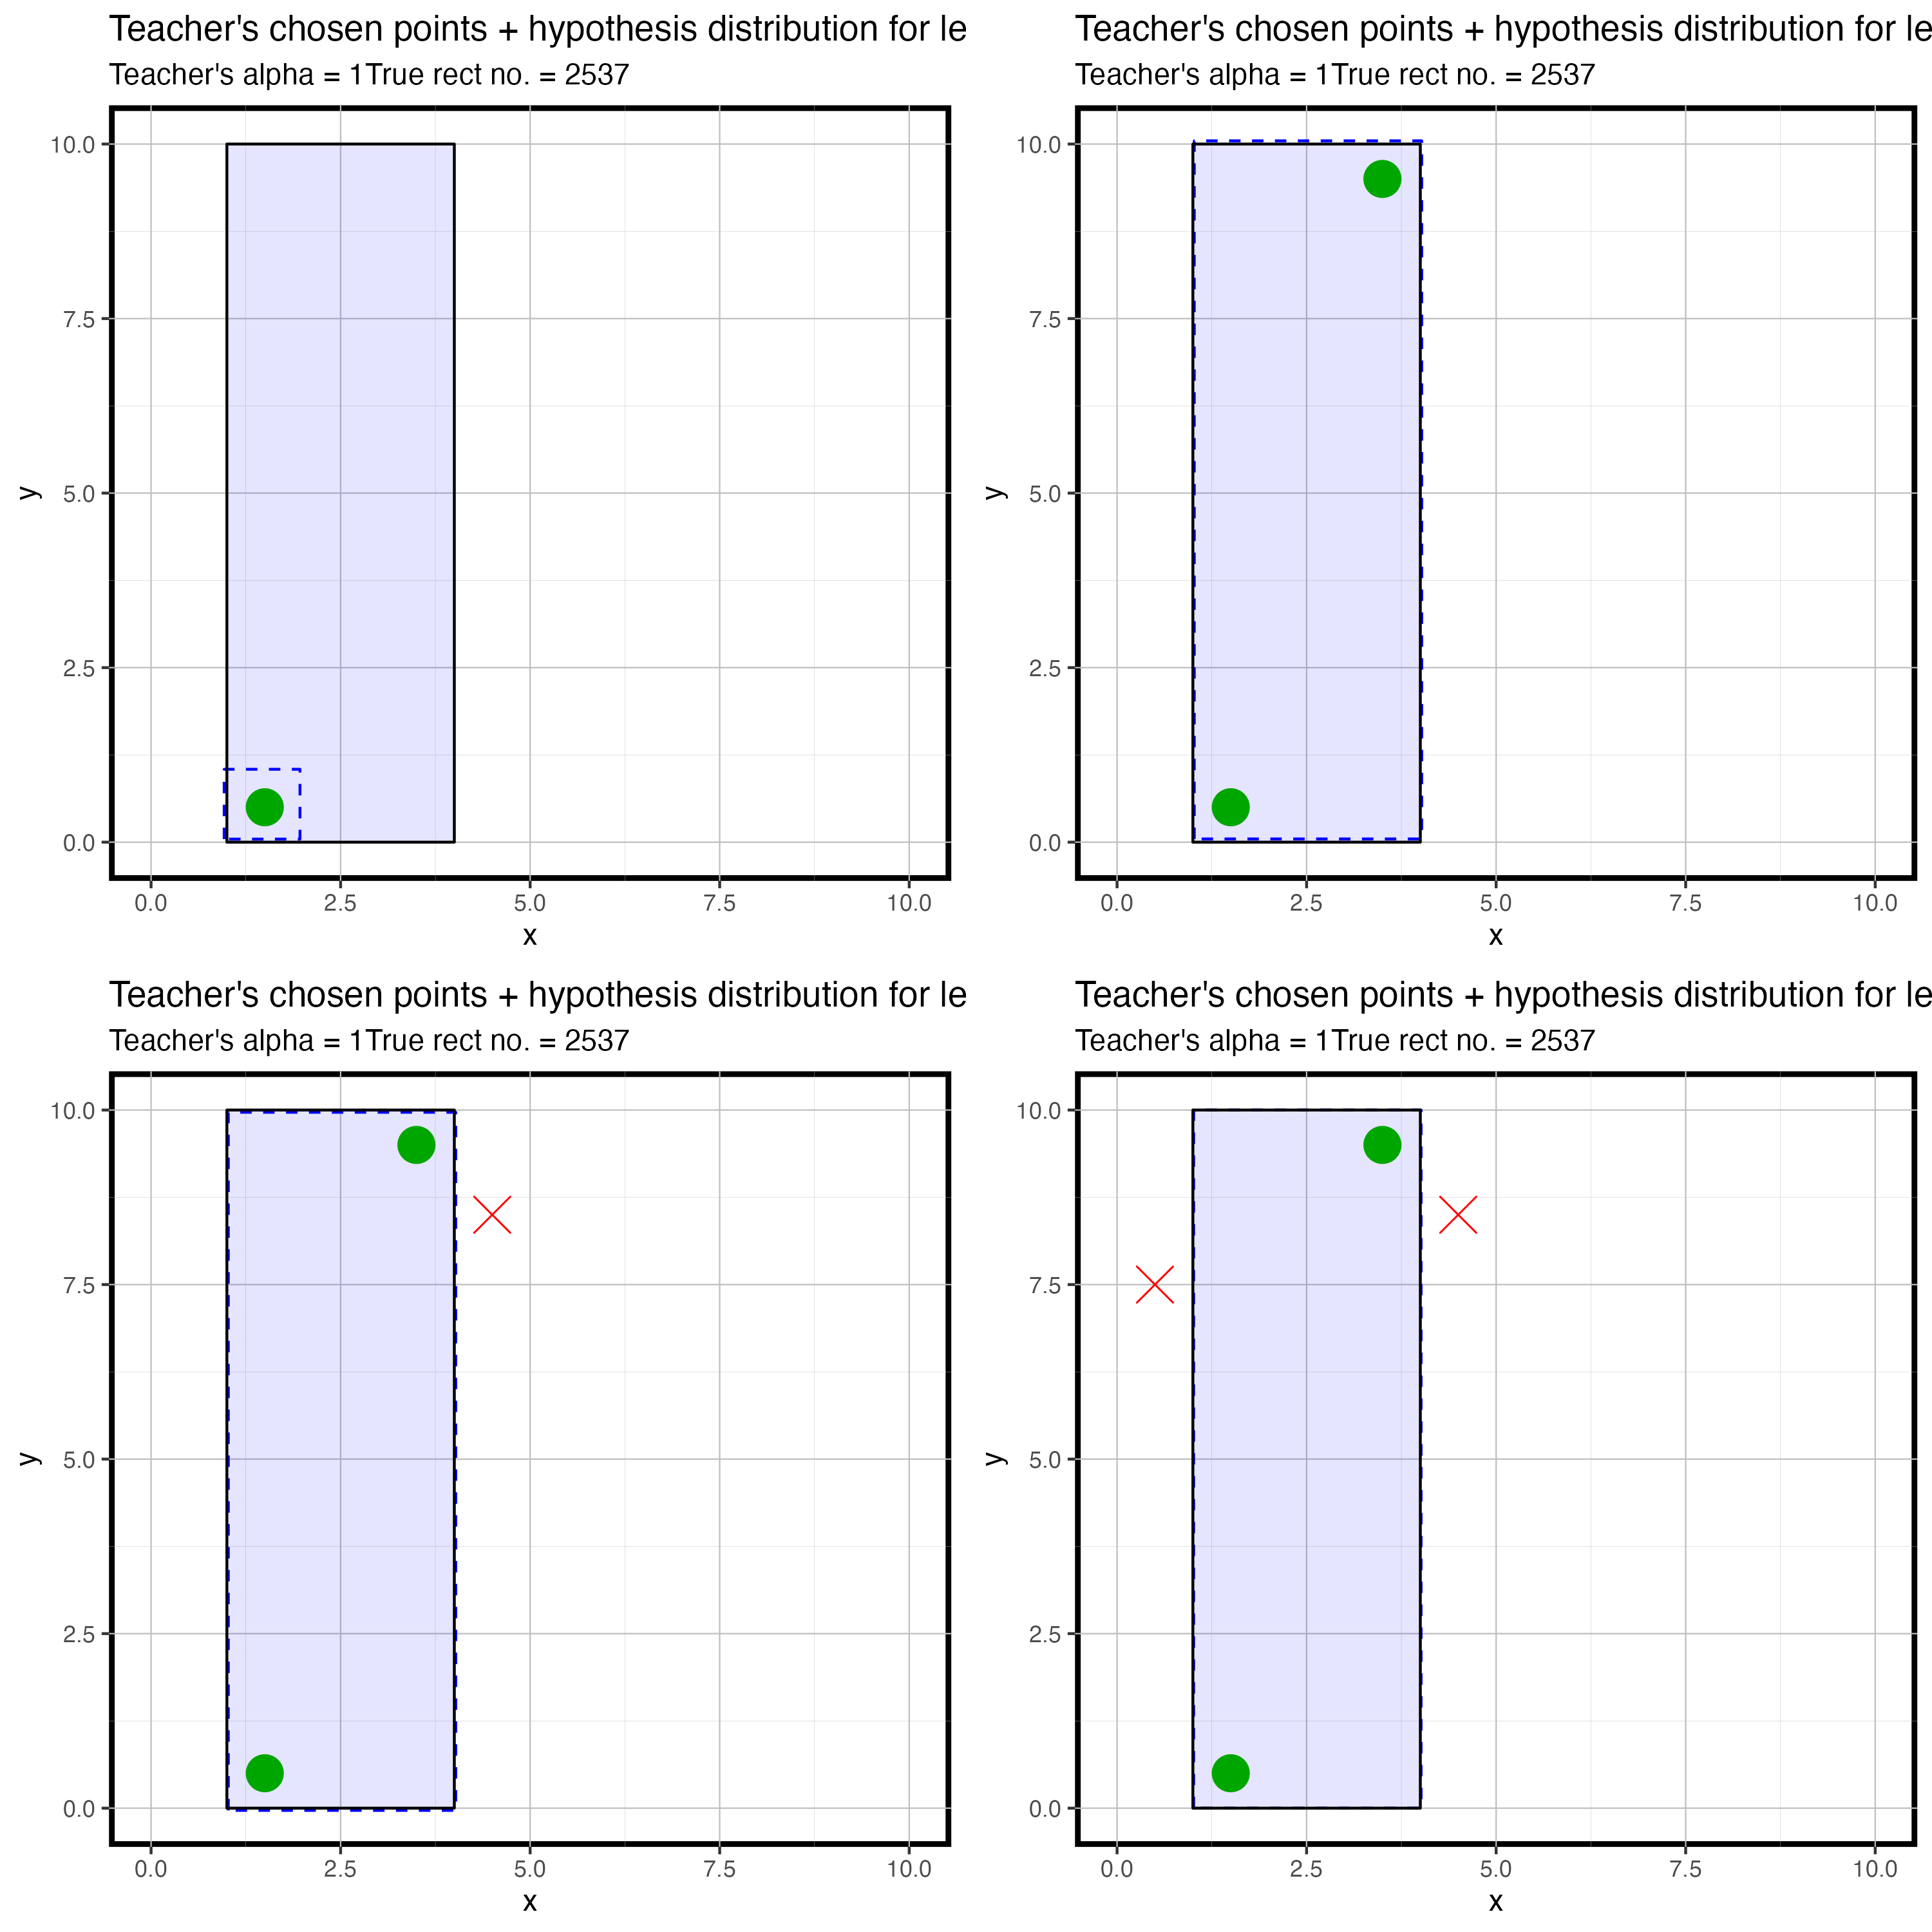 Teacher's chosen points + hypothesis distribution for le
Teacher's alpha = 1True rect no. = 2537
10.0
7.5
5.0
2.5
0.0
y
0.0 2.5 5.0 7.5 10.0
x
Teacher's chosen points + hypothesis distribution for le
Teacher's alpha = 1True rect no. = 2537
10.0
7.5
5.0
2.5
0.0
y
0.0 2.5 5.0 7.5 10.0
x
Teacher's chosen points + hypothesis distribution for le
Teacher's alpha = 1True rect no. = 2537
10.0
7.5
5.0
2.5
0.0
y
0.0 2.5 5.0 7.5 10.0
x
Teacher's chosen points + hypothesis distribution for le
Teacher's alpha = 1True rect no. = 2537
10.0
7.5
5.0
2.5
0.0
y
0.0 2.5 5.0 7.5 10.0
x